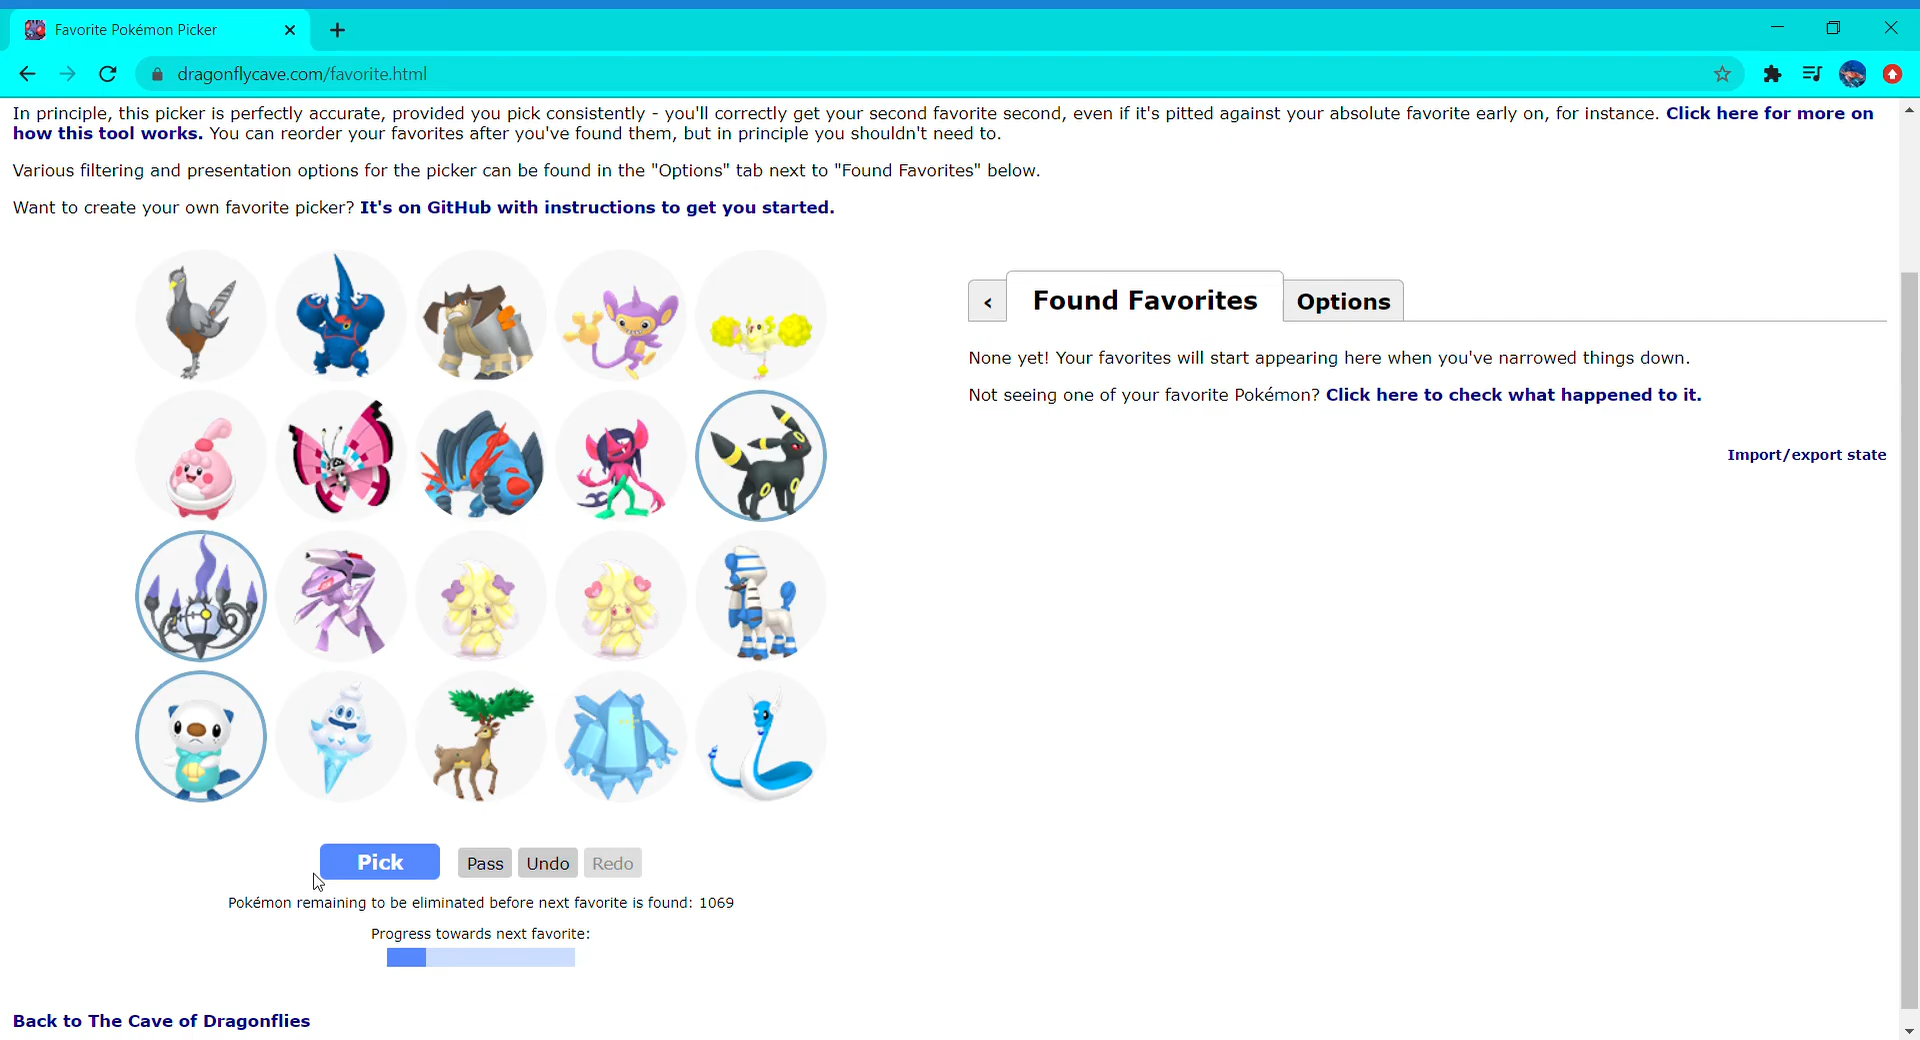 Favorite Pokémon Picker
dragonflycave.com/favorite.html
In principle, this picker is perfectly accurate, provided you pick consistently - you'll correctly get your second favorite second, even if it's pitted against your absolute favorite early on, for instance. Click here for more on
how this tool works. You can reorder your favorites after you've found them, but in principle you shouldn't need to.
Various filtering and presentation options for the picker can be found in the "Options" tab next to "Found Favorites" below.
Want to create your own favorite picker? It's on GitHub with instructions to get you started.
<
Found Favorites
Options
None yet! Your favorites will start appearing here when you've narrowed things down.
Not seeing one of your favorite Pokémon? Click here to check what happened to it.
Import/export state
Pick
Pass
Undo
Redo
Pokémon remaining to be eliminated before next favorite is found: 1069
Progress towards next favorite:
Back to The Cave of Dragonflies